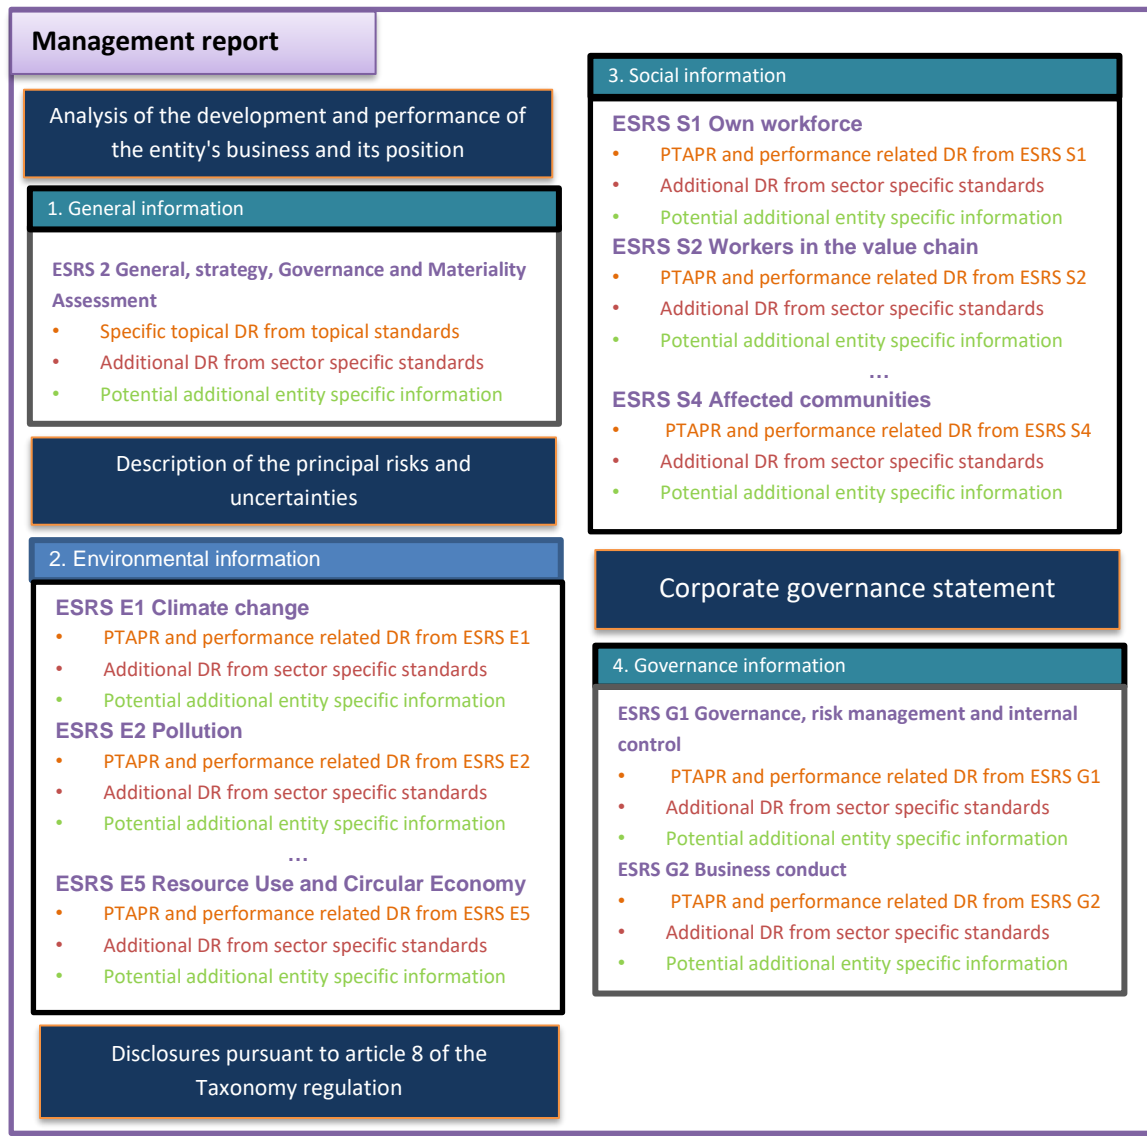 Management report
Analysis of the development and performance of
the entity's business and its position
1. General information
ESRS 2 General, strategy, Governance and Materiality
Assessment
• Specific topical DR from topical standards
• Additional DR from sector specific standards
• Potential additional entity specific information
Description of the principal risks and
uncertainties
2. Environmental information
ESRS E1 Climate change
• PTAPR and performance related DR from ESRS E1
• Additional DR from sector specific standards
• Potential additional entity specific information
ESRS E2 Pollution
• PTAPR and performance related DR from ESRS E2
• Additional DR from sector specific standards
• Potential additional entity specific information
...
ESRS E5 Resource Use and Circular Economy
• PTAPR and performance related DR from ESRS E5
• Additional DR from sector specific standards
• Potential additional entity specific information
Disclosures pursuant to article 8 of the
Taxonomy regulation
3. Social information
ESRS S1 Own workforce
• PTAPR and performance related DR from ESRS S1
• Additional DR from sector specific standards
• Potential additional entity specific information
ESRS S2 Workers in the value chain
• PTAPR and performance related DR from ESRS S2
• Additional DR from sector specific standards
• Potential additional entity specific information
...
ESRS S4 Affected communities
• PTAPR and performance related DR from ESRS S4
• Additional DR from sector specific standards
• Potential additional entity specific information
Corporate governance statement
4. Governance information
ESRS G1 Governance, risk management and internal
control
• PTAPR and performance related DR from ESRS G1
• Additional DR from sector specific standards
• Potential additional entity specific information
ESRS G2 Business conduct
• PTAPR and performance related DR from ESRS G2
• Additional DR from sector specific standards
• Potential additional entity specific information